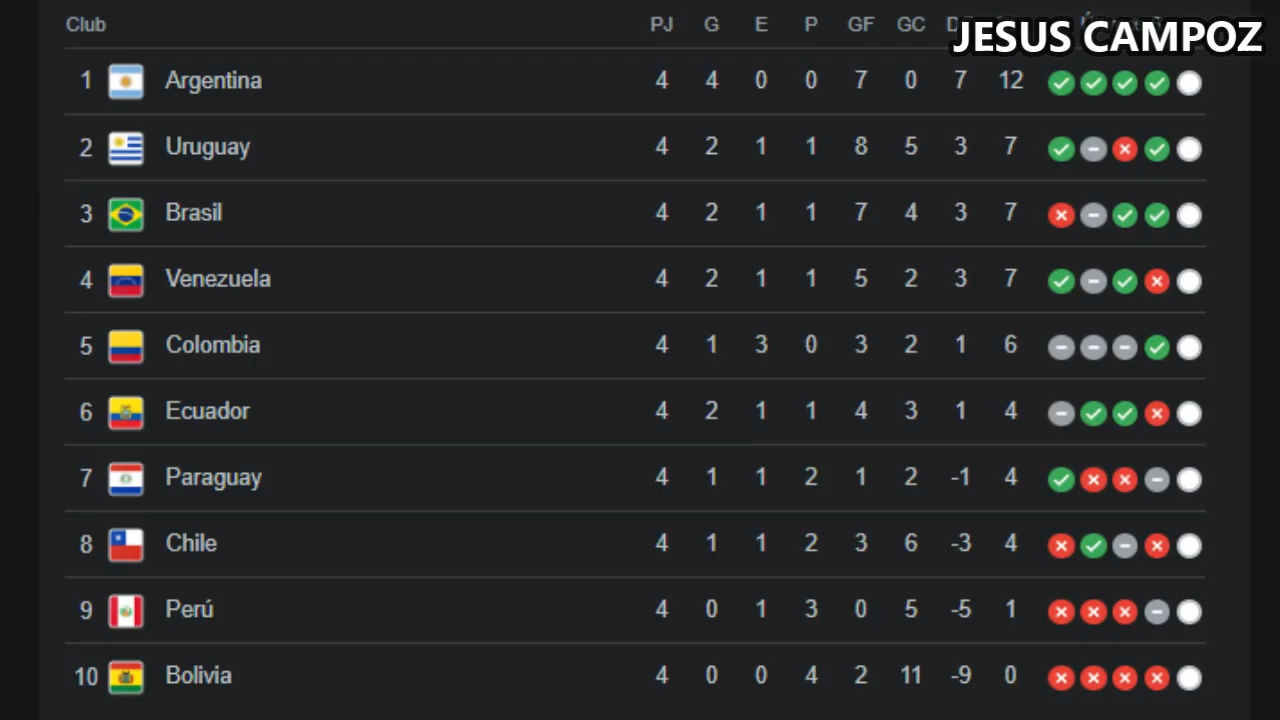 Club PJ G E P GF GC D JESUS CAMPOZ
1 Argentina 4 4 0 0 7 0 7 12
2 Uruguay 4 2 1 1 8 5 3 7
3 Brasil 4 2 1 1 7 4 3 7
4 Venezuela 4 2 1 1 5 2 3 7
5 Colombia 4 1 3 0 3 2 1 6
6 Ecuador 4 2 1 1 4 3 1 4
7 Paraguay 4 1 1 2 1 2 -1 4
8 Chile 4 1 1 2 3 6 -3 4
9 Perú 4 0 1 3 0 5 -5 1
10 Bolivia 4 0 0 4 2 11 -9 0